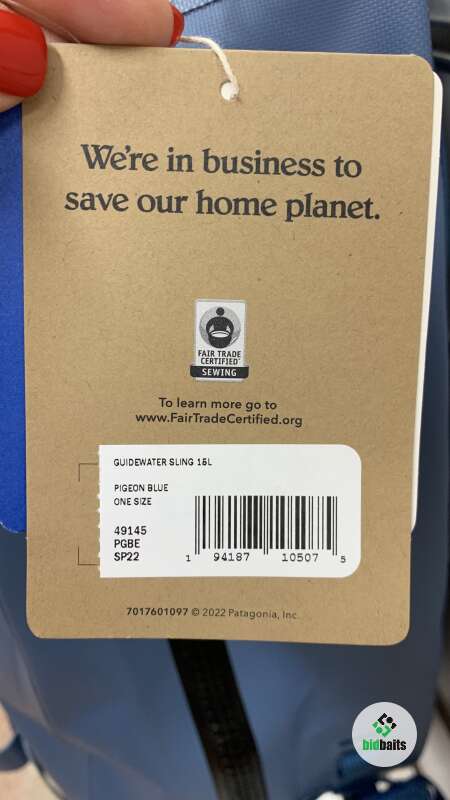 We're in business to
save our home planet.
FAIR TRADE
CERTIFIED
SEWING
To learn more go to
www.FairTradeCertified.org
GUIDEWATER SLING 15L
PIGEON BLUE
ONE SIZE
49145
PGBE
SP22
1 94187 10507 5
7017601097 © 2022 Patagonia, Inc.
bidbaits